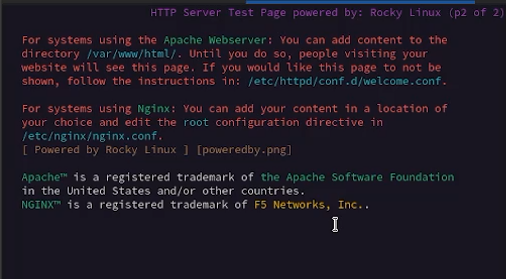 HTTP Server Test Page powered by: Rocky Linux (p2 of 2)
For systems using the Apache Webserver: You can add content to the
directory /var/www/html/. Until you do so, people visiting your
website will see this page. If you would like this page to not be
shown, follow the instructions in: /etc/httpd/conf.d/welcome.conf.
For systems using Nginx: You can add your content in a location of
your choice and edit the root configuration directive in
/etc/nginx/nginx.conf.
[ Powered by Rocky Linux ] [poweredby.png]
Apache™ is a registered trademark of the Apache Software Foundation
in the United States and/or other countries.
NGINX™ is a registered trademark of F5 Networks, Inc..